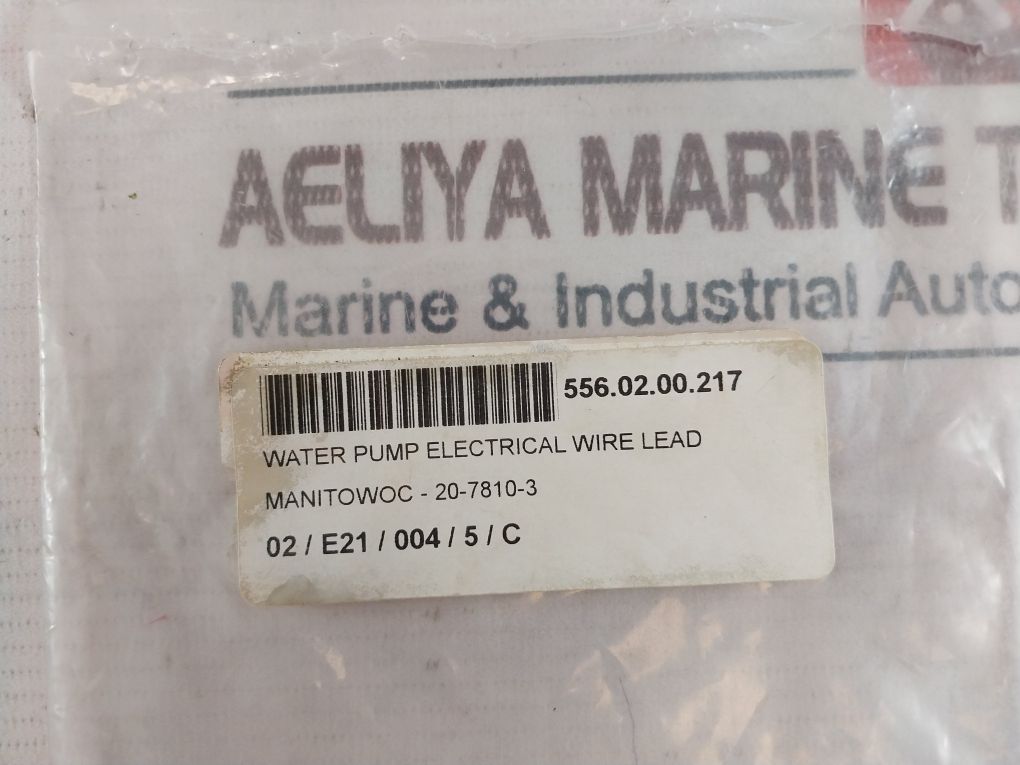 AELIYA MARINE T
Marine & Industrial Auto
556.02.00.217
WATER PUMP ELECTRICAL WIRE LEAD
MANITOWOC - 20-7810-3
02 / E21 / 004 / 5 / C